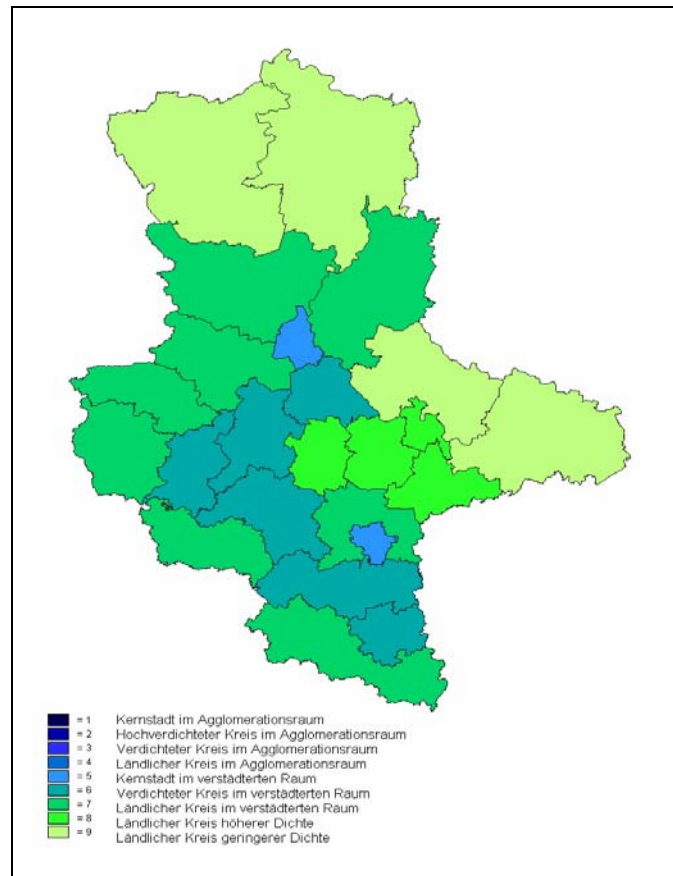 = 1 Kernstadt im Agglomerationsraum
= 2 Hochverdichteter Kreis im Agglomerationsraum
= 3 Verdichteter Kreis im Agglomerationsraum
= 4 Ländlicher Kreis im Agglomerationsraum
= 5 Kernstadt im verstädterten Raum
= 6 Verdichteter Kreis im verstädterten Raum
= 7 Ländlicher Kreis im verstädterten Raum
= 8 Ländlicher Kreis höherer Dichte
= 9 Ländlicher Kreis geringerer Dichte